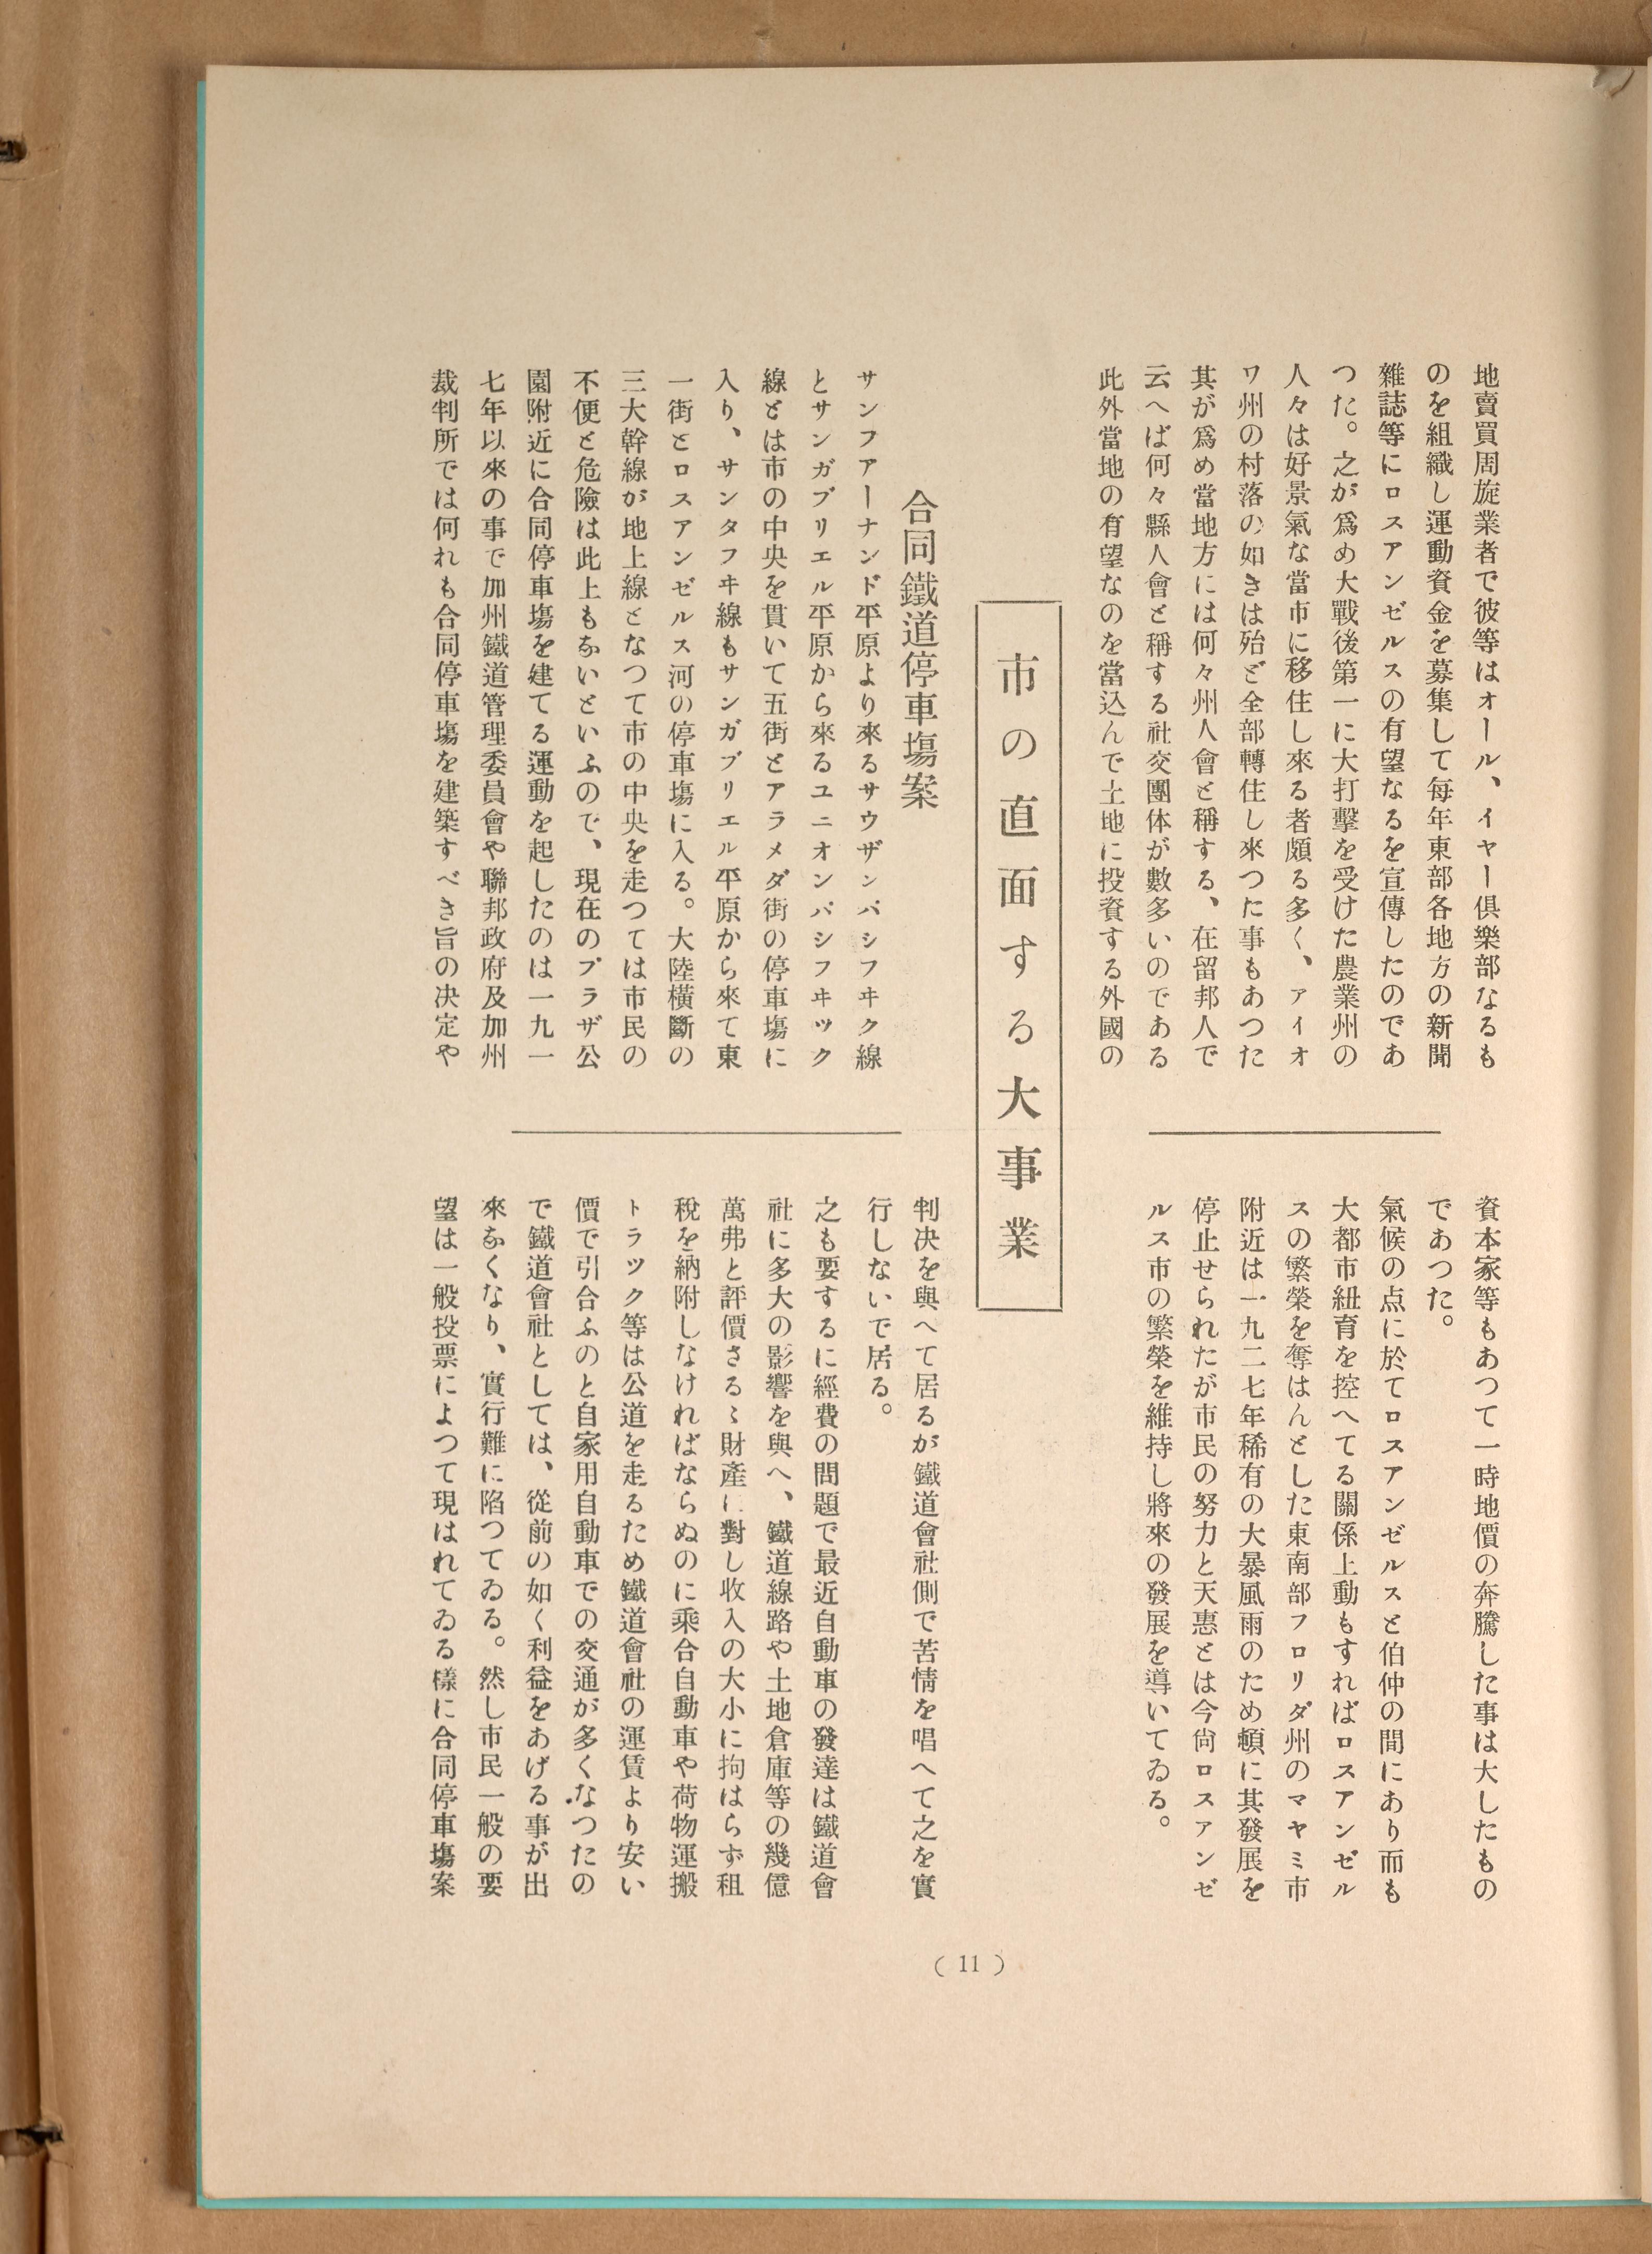 地賣買周旋業者で彼等はオール、イヤー倶樂部なるも
のを組織し運動資金を募集して每年東部各地方の新聞
雜誌等にロスアンゼルスの有望なるを宣傳したのであ
つた。之が爲め大戰後第一に大打擊を受けた農業州の
人々は好景氣な當市に移住し來る者頗る多く、アイオ
ワ州の村落の如きは殆ど全部轉住し來つた事もあつた
其が爲め當地方には何々州人會と稱する、在留邦人で
云へば何々縣人會と稱する社交團体が數多いのである
此外當地の有望なのを當込んで土地に投資する外國の
資本家等もあつて一時地價の奔騰した事は大したもの
であつた。
氣候の点に於てロスアンゼルスと伯仲の間にあり而も
大都市紐育を控へてる關係上動もすればロスアンゼル
スの繁榮を奪はんとした東南部フロリダ州のマヤミ市
附近は一九二七年稀有の大暴風雨のため頓に其發展を
停止せられたが市民の努力と天惠とは今尙ロスアンゼ
ルス市の繁榮を維持し將來の發展を導いてゐる。
市の直面する大事業
合同鐵道停車塲案
サンフアーナンド平原より來るサウザンパシフヰク線
とサンガブリエル平原から來るユニオンパシフヰツク
線とは市の中央を貫いて五街とアラメダ街の停車塲に
入り、サンタフヰ線もサンガブリエル平原から來て東
一街とロスアンゼルス河の停車塲に入る。大陸橫斷の
三大幹線が地上線となつて市の中央を走つては市民の
不便と危險は此上もないといふので、現在のプラザ公
園附近に合同停車塲を建てる運動を起したのは一九一
七年以來の事で加州鐵道管理委員會や聯邦政府及加州
裁判所では何れも合同停車塲を建築すべき旨の決定や
判決を與へて居るが鐵道會社側で苦情を唱へて之を實
行しないで居る。
之も要するに經費の問題で最近自動車の發達は鐵道會
社に多大の影響を與へ、鐵道線路や土地倉庫等の幾億
萬弗と評價さるゝ財產に對し收入の大小に拘はらず租
稅を納附しなければならぬのに乘合自動車や荷物運搬
トラツク等は公道を走るため鐵道會社の運賃より安い
價で引合ふのと自家用自動車での交通が多くなつたの
で鐵道會社としては、從前の如く利益をあげる事が出
來なくなり、實行難に陷つてゐる。然し市民一般の要
望は一般投票によつて現はれてゐる樣に合同停車塲案
( 11 )